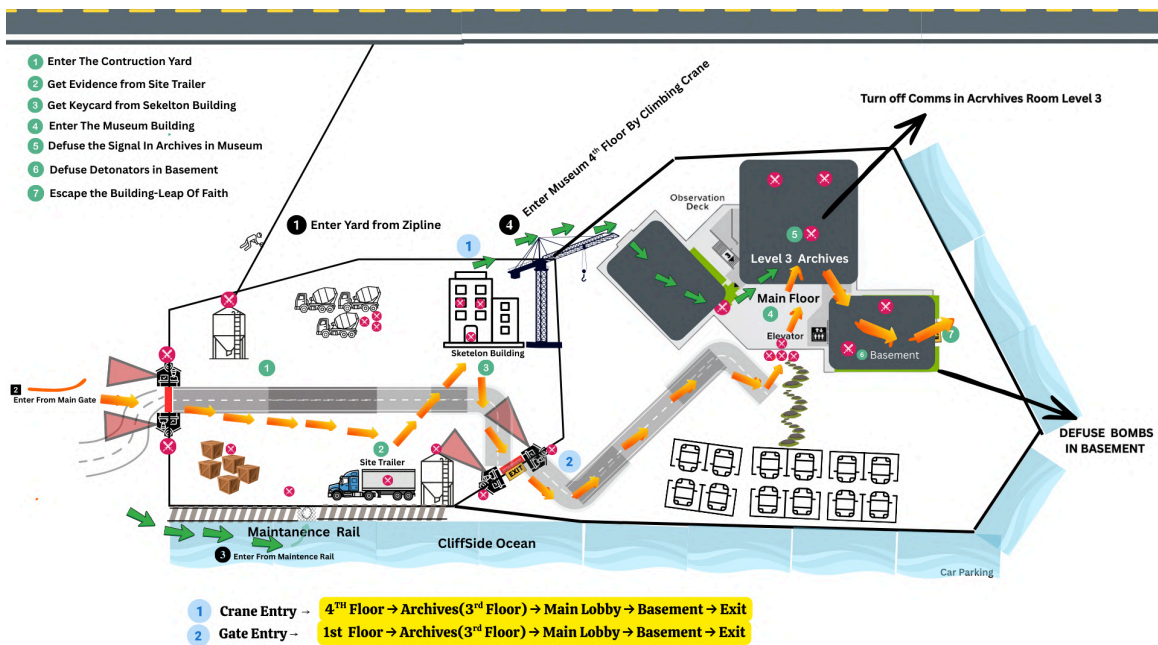 1 Enter The Contruction Yard
2 Get Evidence from Site Trailer
3 Get Keycard from Sekelton Building
4 Enter The Museum Building
5 Defuse the Signal In Archives in Museum
6 Defuse Detonators in Basement
7 Escape the Building-Leap Of Faith
1 Enter Yard from Zipline
4 Enter Museum 4th Floor By Climbing Crane
Turn off Comms in Acrvhives Room Level 3
Observation
Deck
1
5
Level 3 Archives
Main Floor
4
Elevator
7
6 Basement
Sketelon Building
3
1
2
Enter From Main Gate
2
Site Trailer
EXIT
2
DEFUSE BOMBS
IN BASEMENT
Maintanence Rail
3 Enter From Maintence Rail
CliffSide Ocean
Car Parking
1 Crane Entry → 4TH Floor → Archives(3rd Floor) → Main Lobby → Basement → Exit
2 Gate Entry → 1st Floor → Archives(3rd Floor) → Main Lobby → Basement → Exit